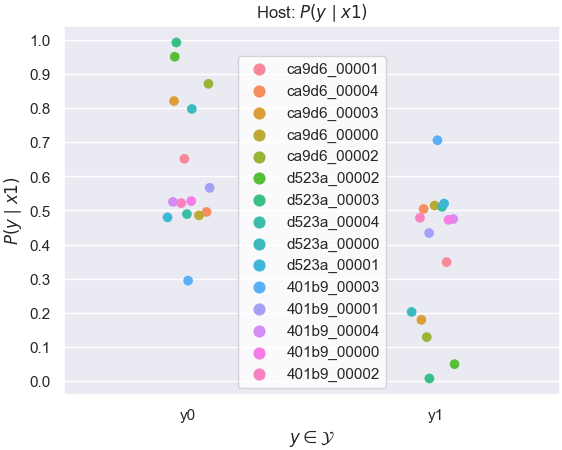 Host: P(y | x1)
P(y | x1)
1.0
0.9
0.8
0.7
0.6
0.5
0.4
0.3
0.2
0.1
0.0
ca9d6_00001
ca9d6_00004
ca9d6_00003
ca9d6_00000
ca9d6_00002
d523a_00002
d523a_00003
d523a_00004
d523a_00000
d523a_00001
401b9_00003
401b9_00001
401b9_00004
401b9_00000
401b9_00002
y0 y1
y ∈ 𝒴